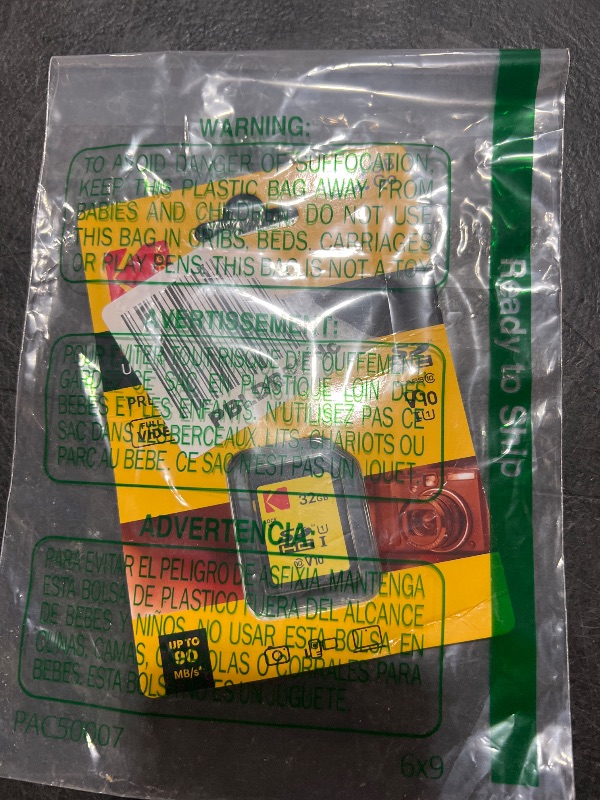 WARNING:
TO AVOID DANGER OF SUFFOCATION,
KEEP THIS PLASTIC BAG AWAY FROM
BABIES AND CHILDREN. DO NOT USE
THIS BAG IN CRIBS, BEDS, CARRIAGES
OR PLAY PENS. THIS BAG IS NOT A TOY.
AVERTISSEMENT:
POUR EVITER TOUT RISQUE D'ETOUFFEMENT
GARDER CE SAC EN PLASTIQUE LOIN DES
BEBES ET LES ENFANTS. N'UTILISEZ PAS CE
SAC DANS BERCEAUX, LITS, CHARIOTS OU
PARC AU BEBE. CE SAC N'EST PAS UN JOUET.
ADVERTENCIA:
PARA EVITAR EL PELIGRO DE ASFIXIA, MANTENGA
ESTA BOLSA DE PLASTICO FUERA DEL ALCANCE
DE BEBES Y NIÑOS. NO USAR ESTA BOLSA EN
CUNAS, CAMAS, O CORRALES PARA
BEBES. ESTA BOLSA NO ES UN JUGUETE.
PAC50007
6x9
Ready to Ship
V90
FULL
VIDE
KODAK
32GB
I
V10
UP TO
90
MB/s*